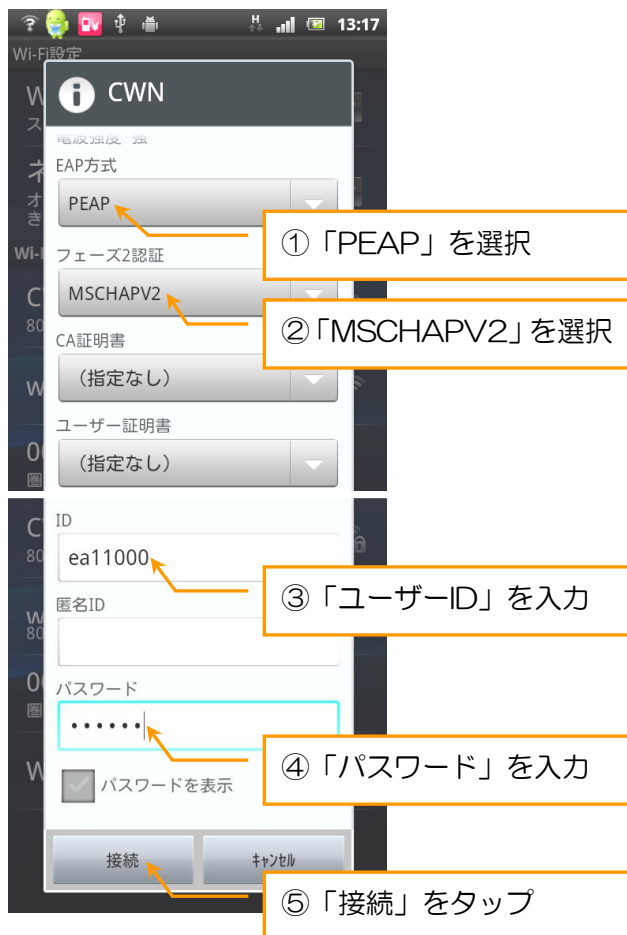 13:17
Wi-Fi設定
CWN
電波強度 強
EAP方式
PEAP
①「PEAP」を選択
フェーズ2認証
MSCHAPV2
②「MSCHAPV2」を選択
CA証明書
（指定なし）
ユーザー証明書
（指定なし）
ID
ea11000
③「ユーザーID」を入力
匿名ID
パスワード
••••••
④「パスワード」を入力
パスワードを表示
接続
ｷｬﾝｾﾙ
⑤「接続」をタップ